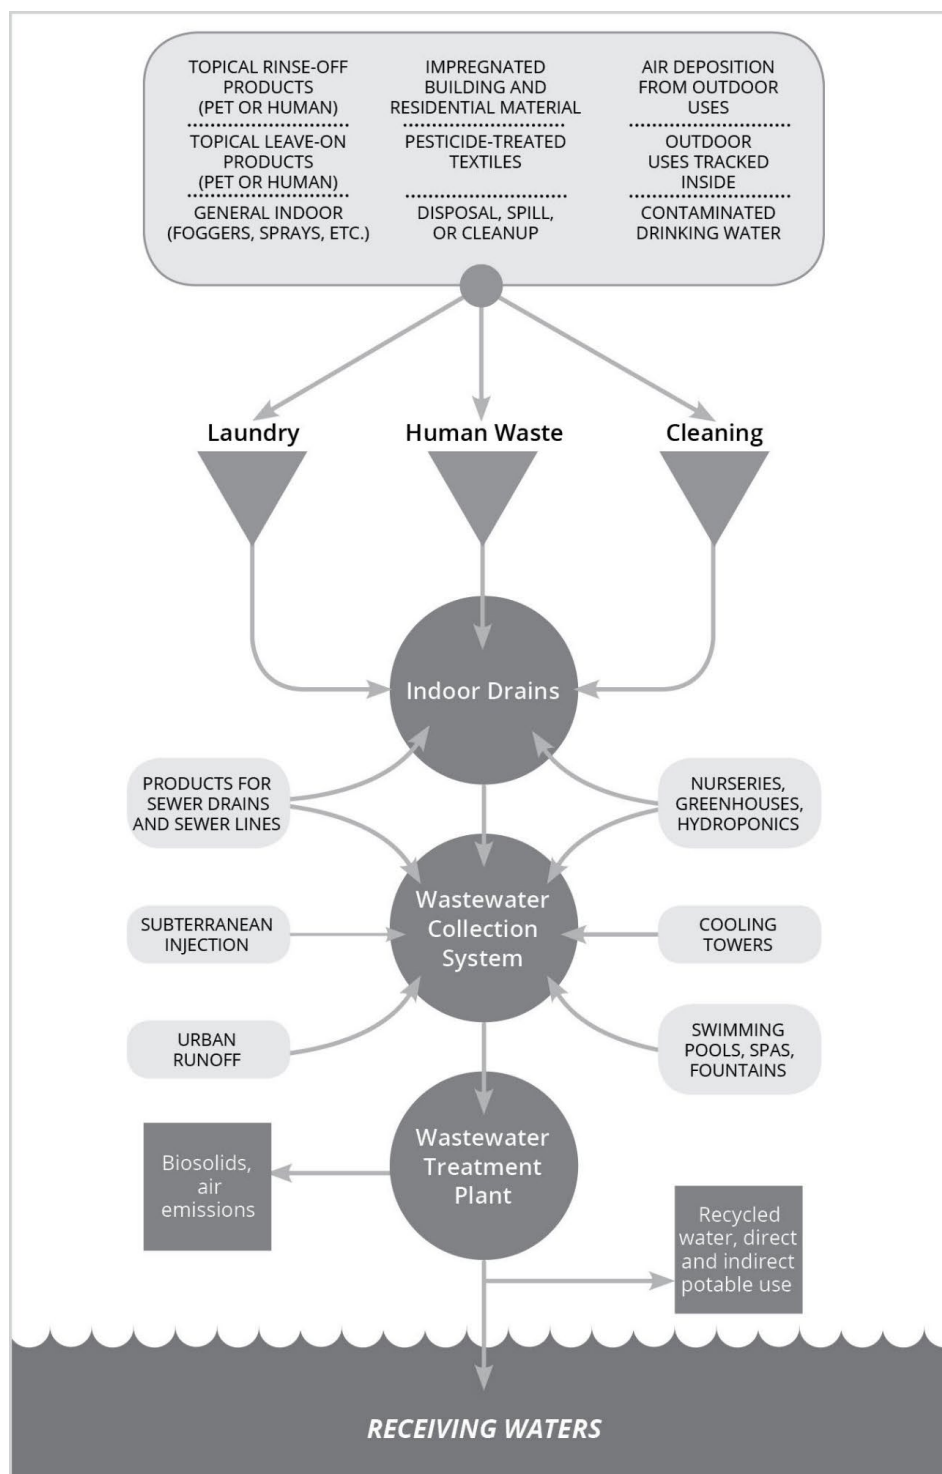 TOPICAL RINSE-OFF
PRODUCTS
(PET OR HUMAN)
TOPICAL LEAVE-ON
PRODUCTS
(PET OR HUMAN)
GENERAL INDOOR
(FOGGERS, SPRAYS, ETC.)
IMPREGNATED
BUILDING AND
RESIDENTIAL MATERIAL
PESTICIDE-TREATED
TEXTILES
DISPOSAL, SPILL,
OR CLEANUP
AIR DEPOSITION
FROM OUTDOOR
USES
OUTDOOR
USES TRACKED
INSIDE
CONTAMINATED
DRINKING WATER
Laundry
Human Waste
Cleaning
Indoor Drains
PRODUCTS FOR
SEWER DRAINS
AND SEWER LINES
NURSERIES,
GREENHOUSES,
HYDROPONICS
Wastewater
Collection
System
SUBTERRANEAN
INJECTION
COOLING
TOWERS
URBAN
RUNOFF
SWIMMING
POOLS, SPAS,
FOUNTAINS
Wastewater
Treatment
Plant
Biosolids,
air
emissions
Recycled
water, direct
and indirect
potable use
RECEIVING WATERS